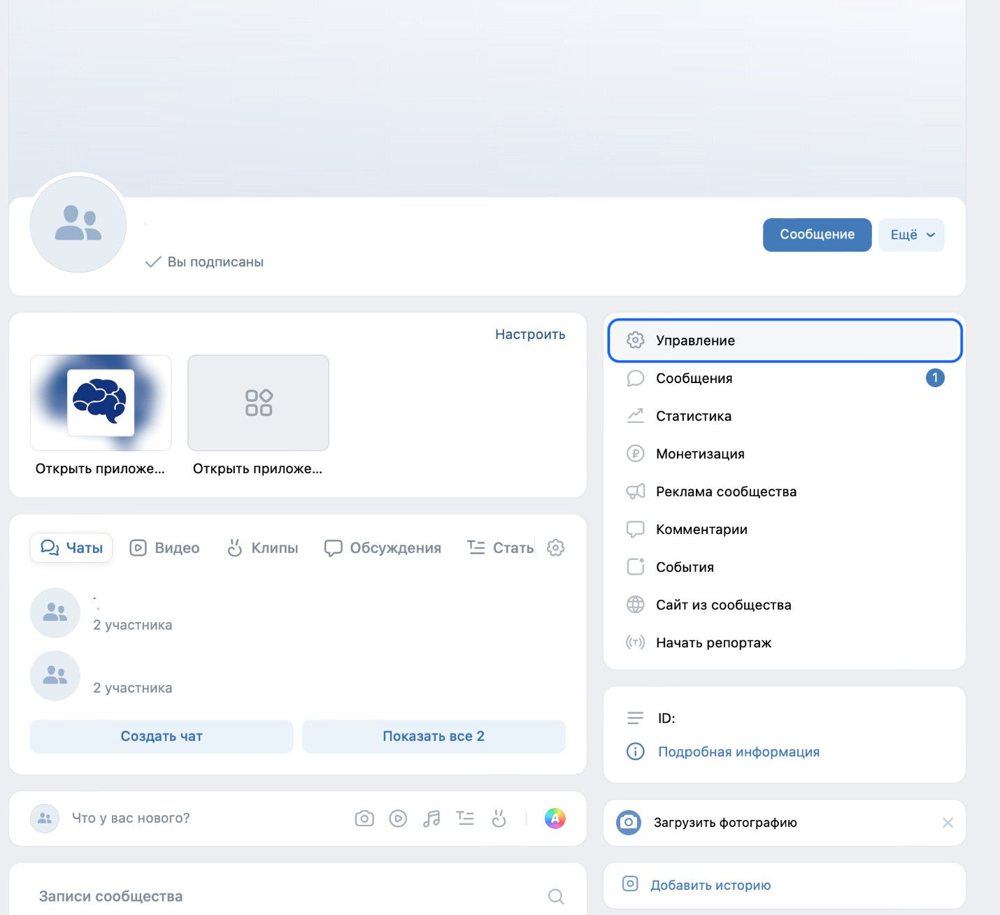 Сообщение
Ещё
Вы подписаны
Настроить
Открыть приложе...
Открыть приложе...
Чаты
Видео
Клипы
Обсуждения
Стать
2 участника
2 участника
Создать чат
Показать все 2
Что у вас нового?
A
Записи сообщества
Управление
Сообщения
1
Статистика
Монетизация
Реклама сообщества
Комментарии
События
Сайт из сообщества
Начать репортаж
ID:
Подробная информация
Загрузить фотографию
Добавить историю